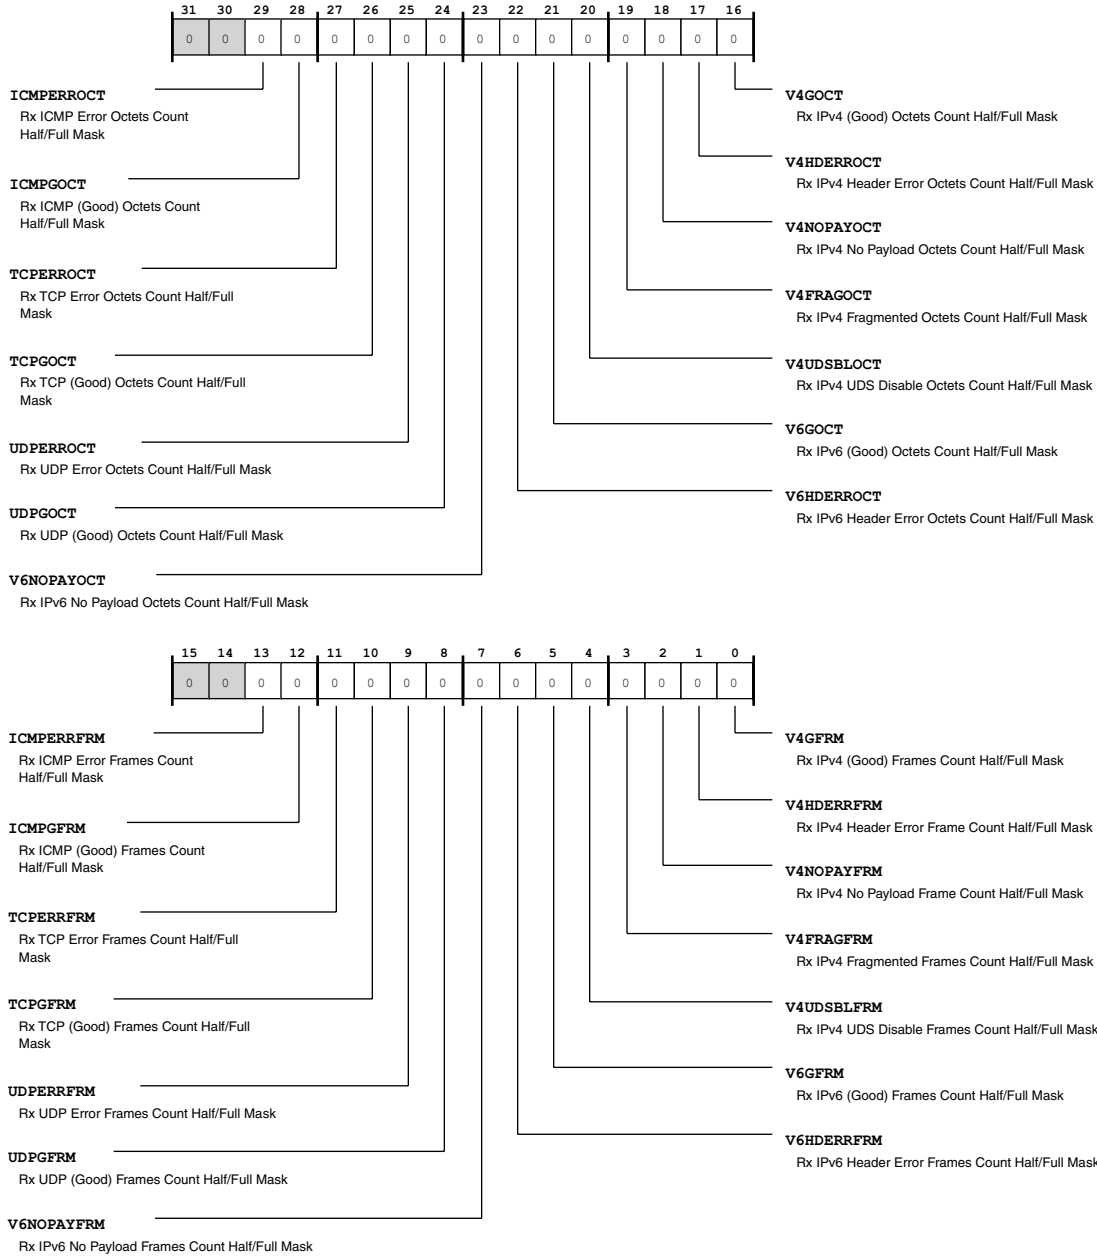 31 30 29 28 27 26 25 24 23 22 21 20 19 18 17 16
0 0 0 0 0 0 0 0 0 0 0 0 0 0 0 0
ICMPERROCT
Rx ICMP Error Octets Count
Half/Full Mask
ICMPGOCT
Rx ICMP (Good) Octets Count
Half/Full Mask
TCPERROCT
Rx TCP Error Octets Count Half/Full
Mask
TCPGOCT
Rx TCP (Good) Octets Count Half/Full
Mask
UDPERROCT
Rx UDP Error Octets Count Half/Full Mask
UDPGOCT
Rx UDP (Good) Octets Count Half/Full Mask
V6NOPAYOCT
Rx IPv6 No Payload Octets Count Half/Full Mask
V4GOCT
Rx IPv4 (Good) Octets Count Half/Full Mask
V4HDERROCT
Rx IPv4 Header Error Octets Count Half/Full Mask
V4NOPAYOCT
Rx IPv4 No Payload Octets Count Half/Full Mask
V4FRAGOCT
Rx IPv4 Fragmented Octets Count Half/Full Mask
V4UDSBLOCT
Rx IPv4 UDS Disable Octets Count Half/Full Mask
V6GOCT
Rx IPv6 (Good) Octets Count Half/Full Mask
V6HDERROCT
Rx IPv6 Header Error Octets Count Half/Full Mask
15 14 13 12 11 10 9 8 7 6 5 4 3 2 1 0
0 0 0 0 0 0 0 0 0 0 0 0 0 0 0 0
ICMPERRFRM
Rx ICMP Error Frames Count
Half/Full Mask
ICMPGFRM
Rx ICMP (Good) Frames Count
Half/Full Mask
TCPERRFRM
Rx TCP Error Frames Count Half/Full
Mask
TCPGFRM
Rx TCP (Good) Frames Count Half/Full
Mask
UDPERRFRM
Rx UDP Error Frames Count Half/Full Mask
UDPGFRM
Rx UDP (Good) Frames Count Half/Full Mask
V6NOPAYFRM
Rx IPv6 No Payload Frames Count Half/Full Mask
V4GFRM
Rx IPv4 (Good) Frames Count Half/Full Mask
V4HDERRFRM
Rx IPv4 Header Error Frame Count Half/Full Mask
V4NOPAYFRM
Rx IPv4 No Payload Frame Count Half/Full Mask
V4FRAGFRM
Rx IPv4 Fragmented Frames Count Half/Full Mask
V4UDSBLFRM
Rx IPv4 UDS Disable Frames Count Half/Full Mask
V6GFRM
Rx IPv6 (Good) Frames Count Half/Full Mask
V6HDERRFRM
Rx IPv6 Header Error Frames Count Half/Full Mask